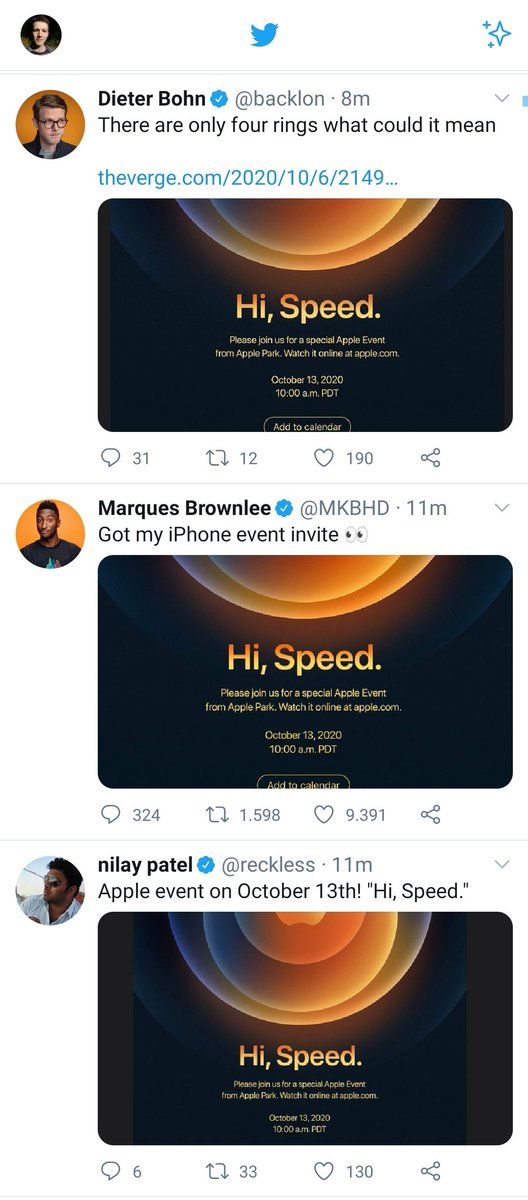 Dieter Bohn @backlon · 8m
There are only four rings what could it mean
theverge.com/2020/10/6/2149...
Hi, Speed.
Please join us for a special Apple Event
from Apple Park. Watch it online at apple.com.
October 13, 2020
10:00 a.m. PDT
Add to calendar
31 12 190
Marques Brownlee @MKBHD · 11m
Got my iPhone event invite 👀
Hi, Speed.
Please join us for a special Apple Event
from Apple Park. Watch it online at apple.com.
October 13, 2020
10:00 a.m. PDT
Add to calendar
324 1.598 9.391
nilay patel @reckless · 11m
Apple event on October 13th! "Hi, Speed."
Hi, Speed.
Please join us for a special Apple Event
from Apple Park. Watch it online at apple.com.
October 13, 2020
10:00 a.m. PDT
6 33 130